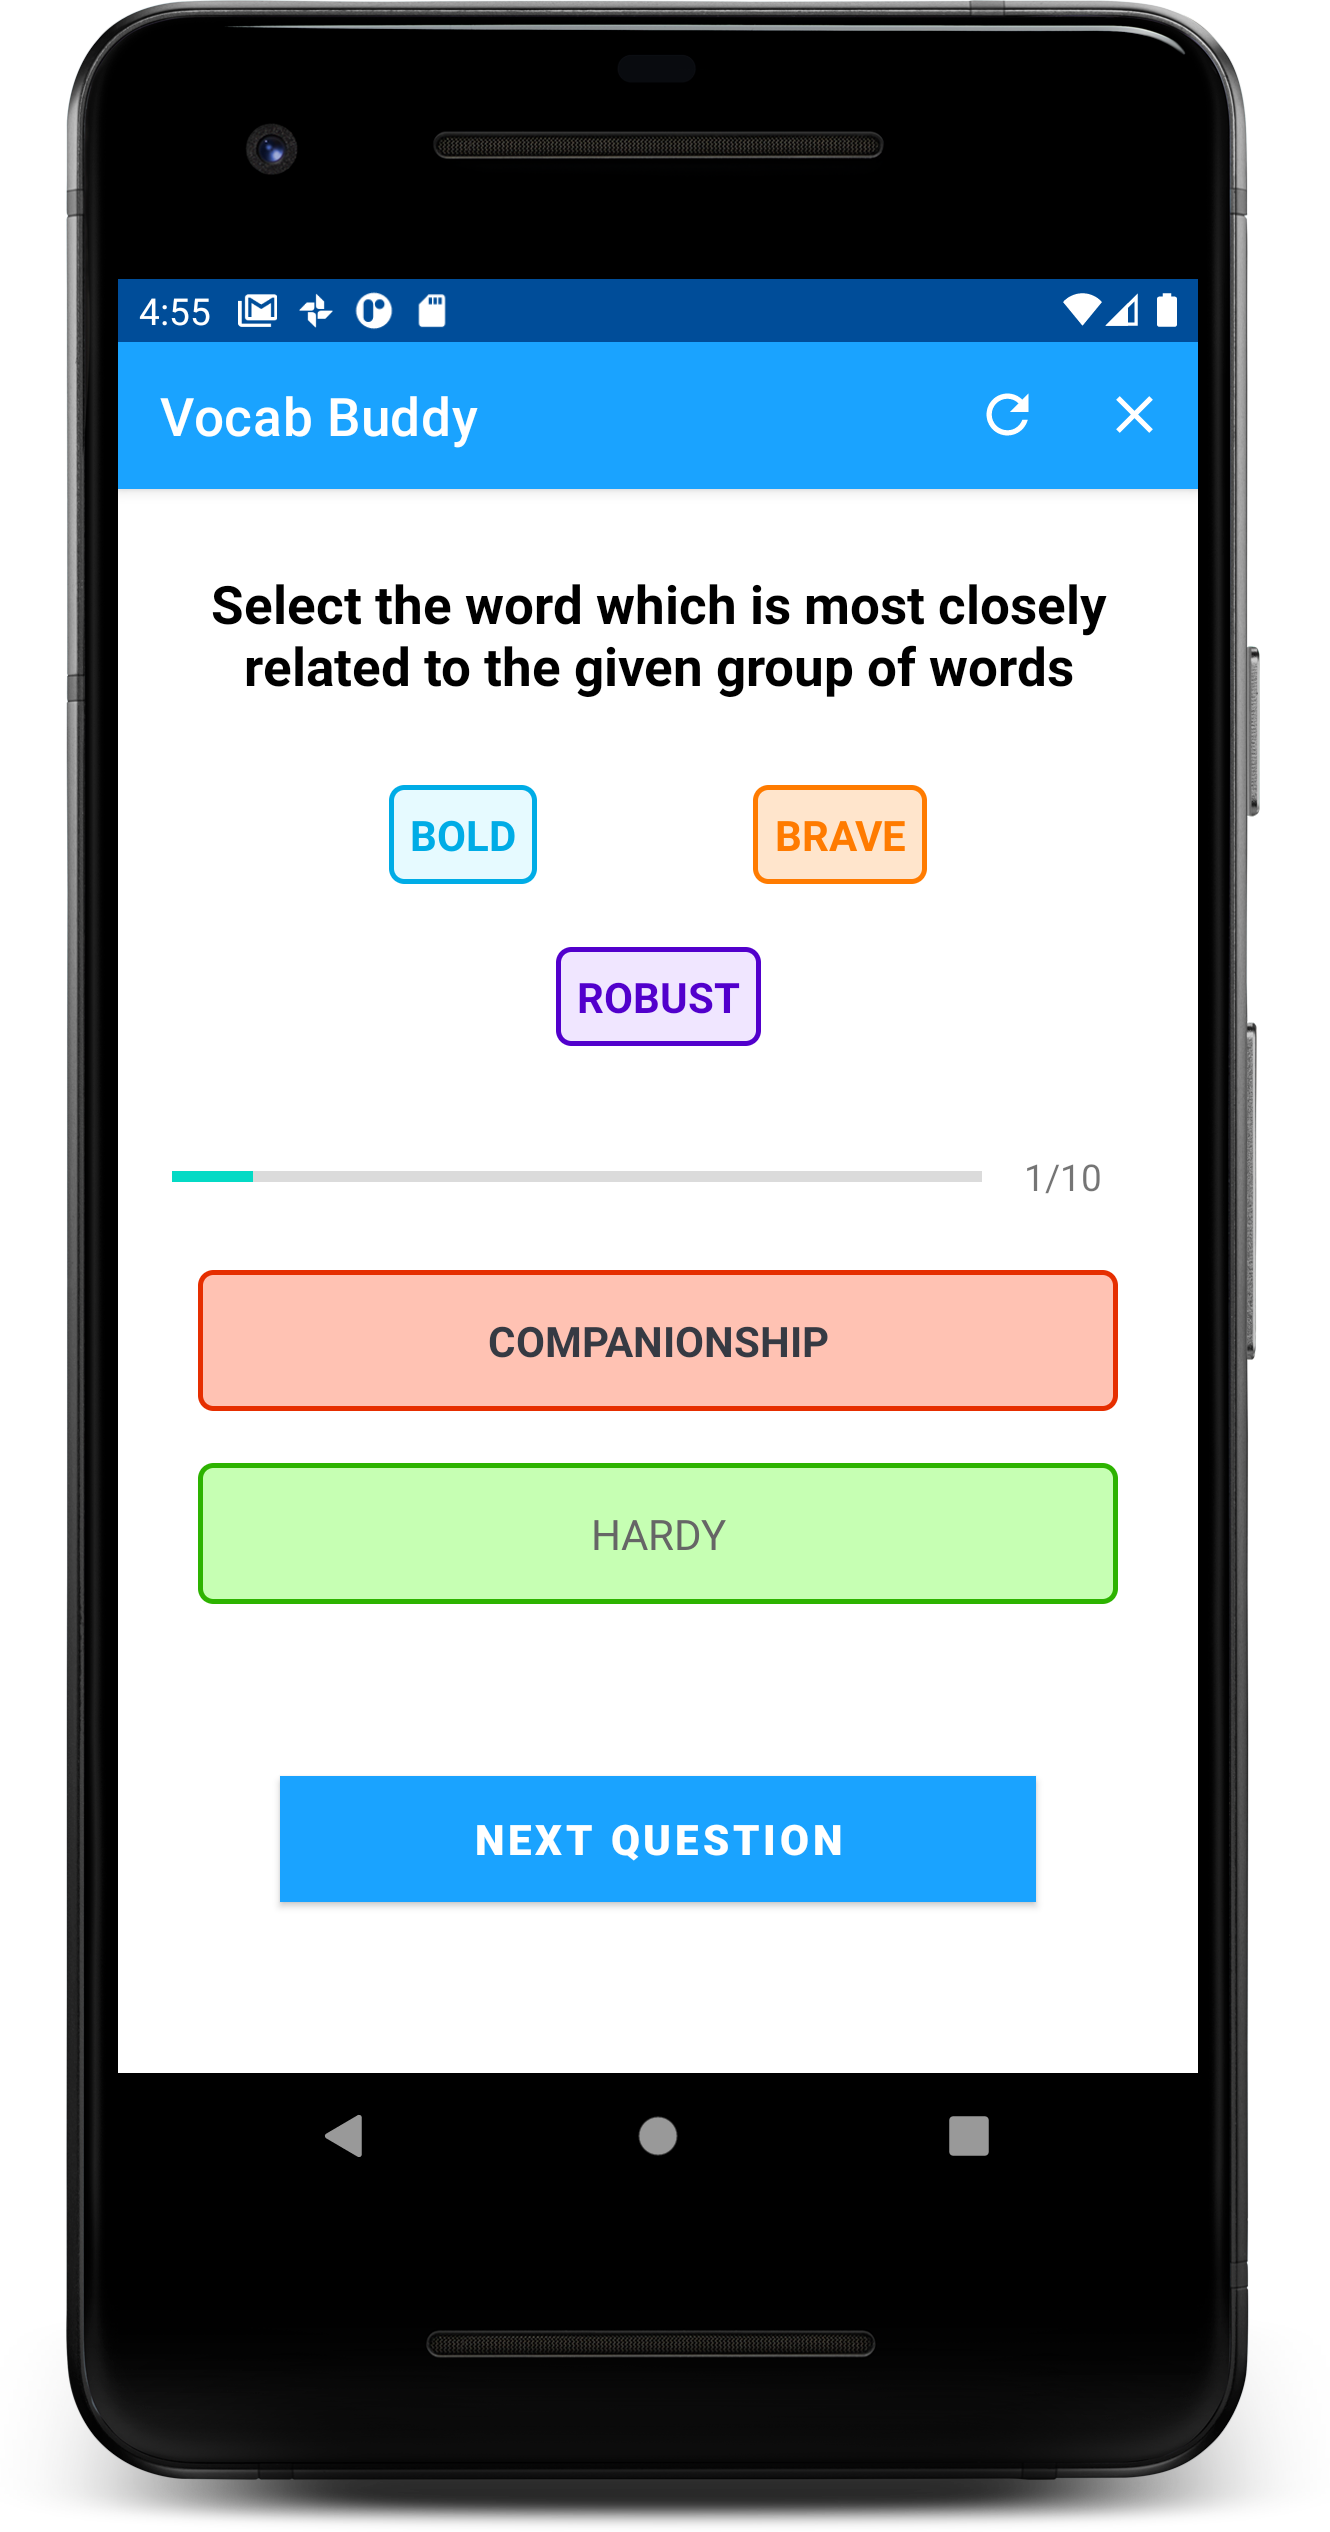 4:55
Vocab Buddy
Select the word which is most closely
related to the given group of words
BOLD
BRAVE
ROBUST
1/10
COMPANIONSHIP
HARDY
NEXT QUESTION